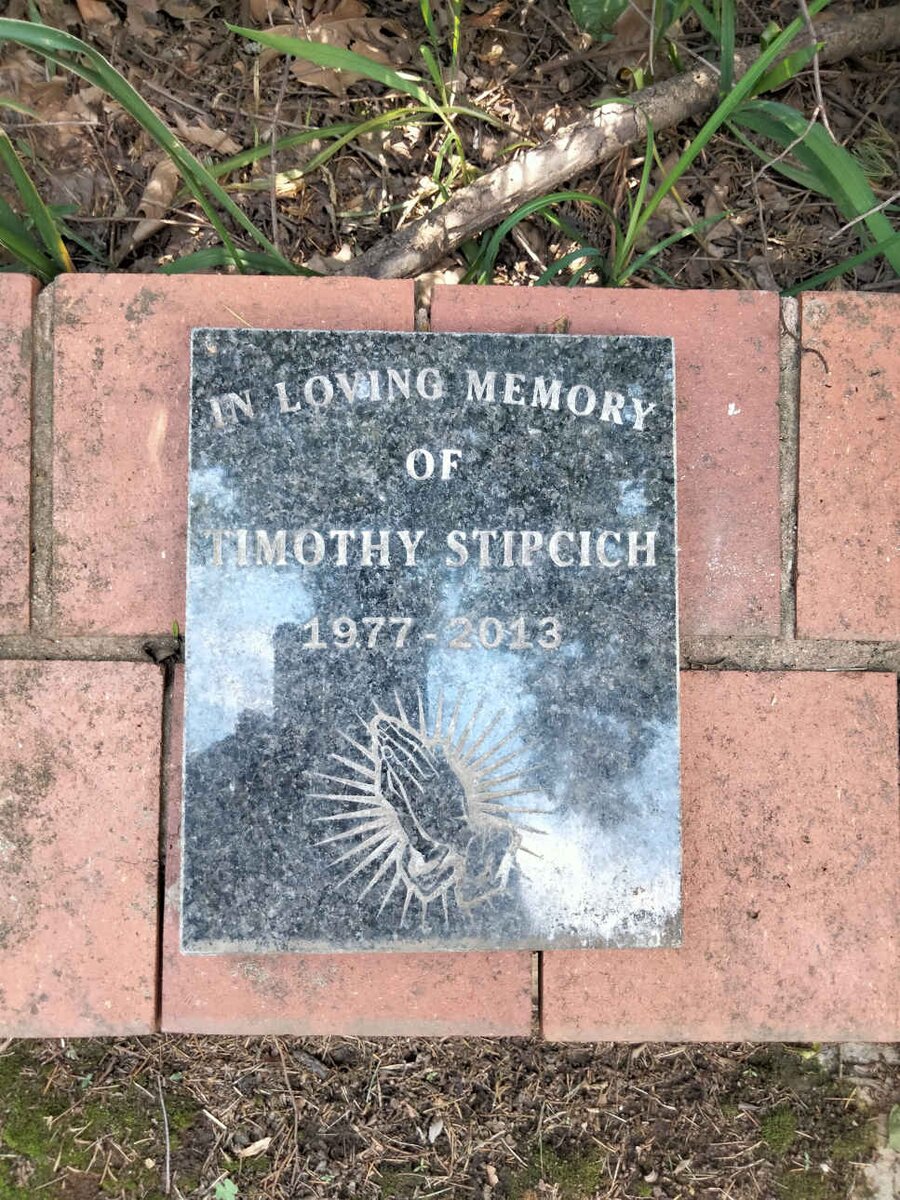 IN LOVING MEMORY
OF
TIMOTHY STIPCICH
1977 - 2013